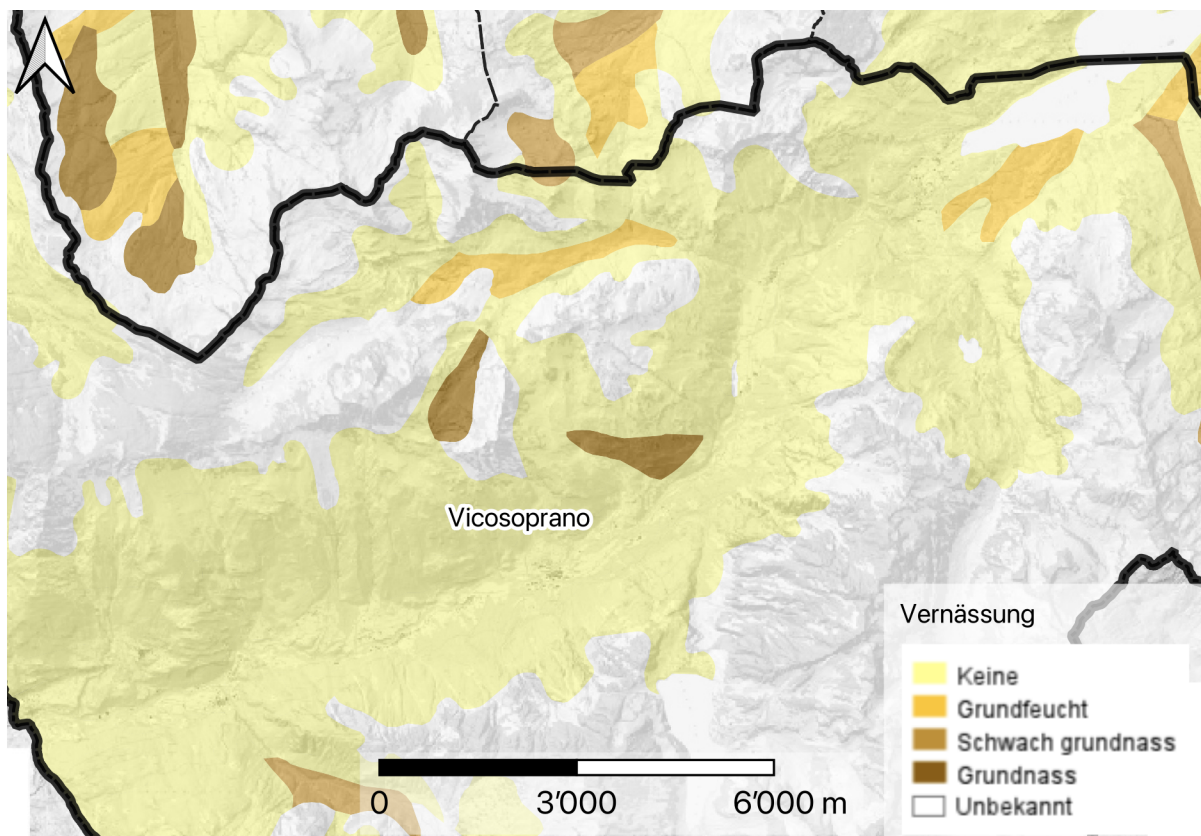 Vicosoprano
Vernässung
Keine
Grundfeucht
Schwach grundnass
Grundnass
Unbekannt
0 3'000 6'000 m